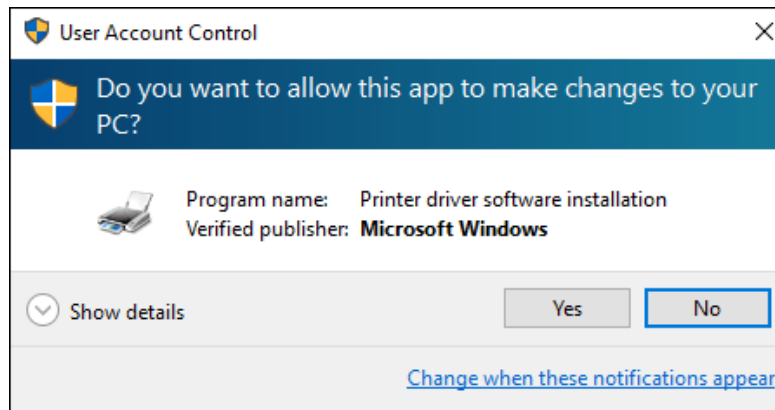 User Account Control
Do you want to allow this app to make changes to your
PC?
Program name: Printer driver software installation
Verified publisher: Microsoft Windows
Show details
Yes
No
Change when these notifications appear